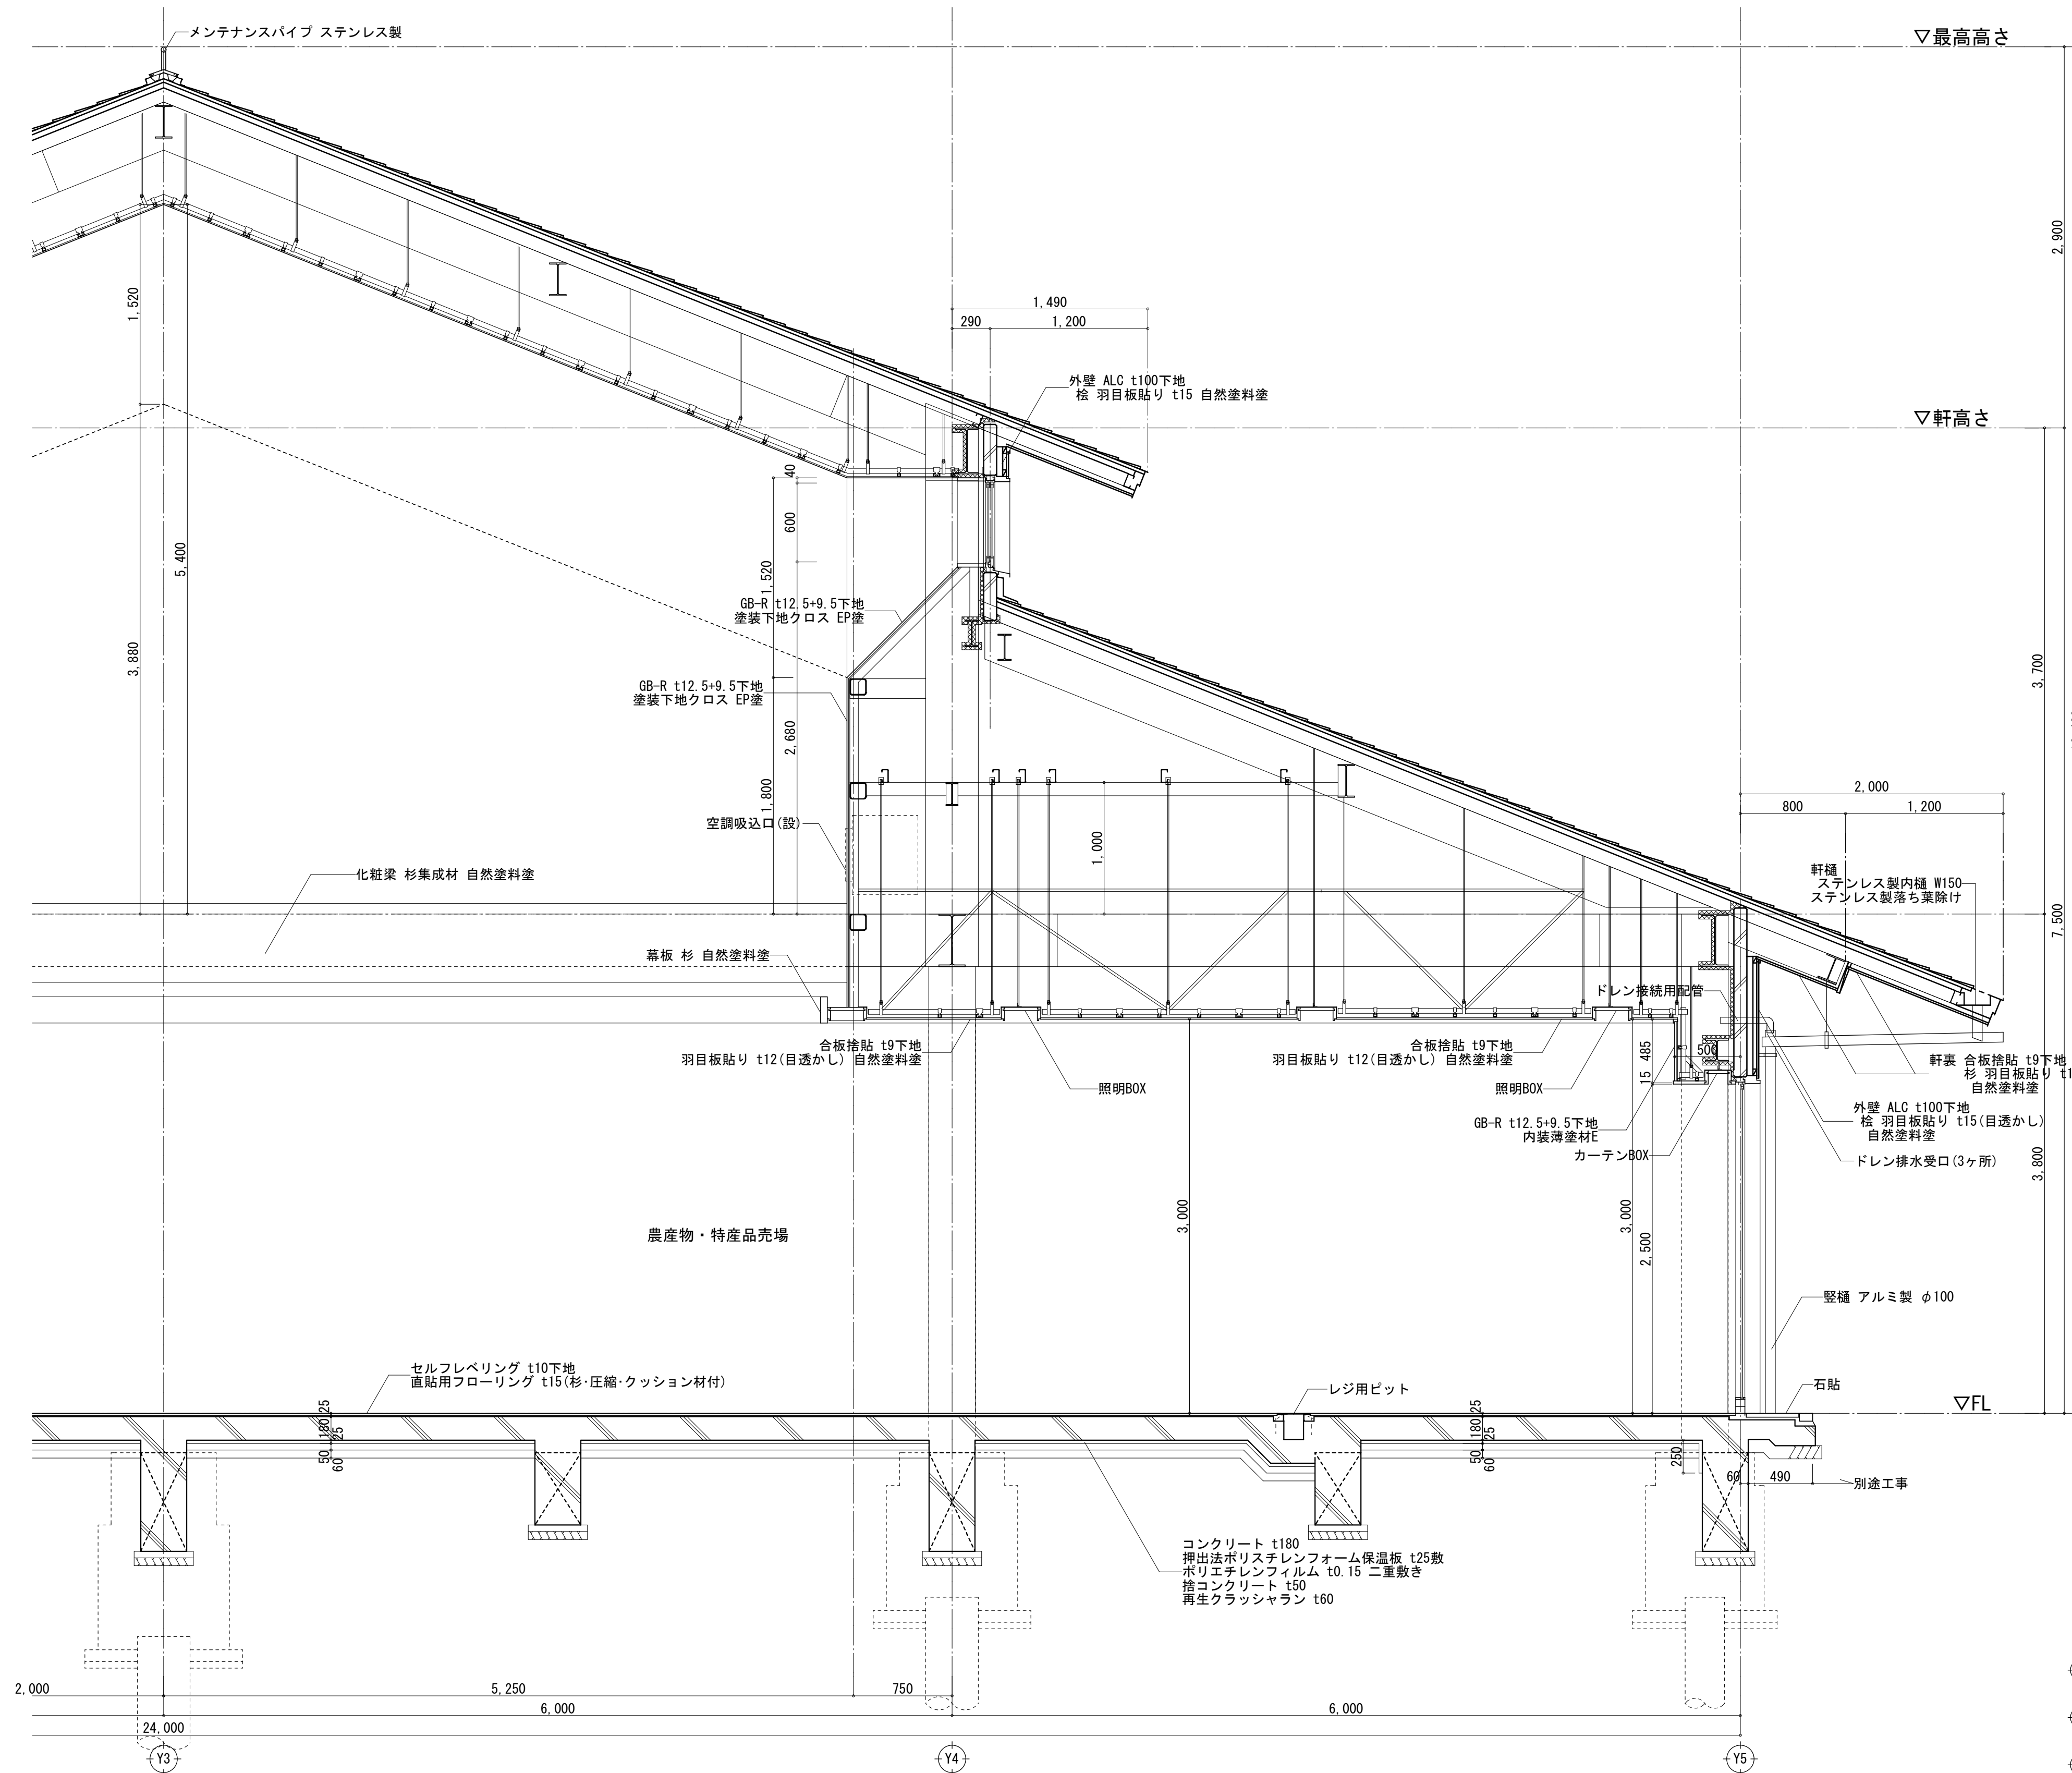 メンテナンスパイプ ステンレス製
▽最高高さ
2,900
1,520
1,490
290
1,200
外壁 ALC t100下地
桧 羽目板貼り t15 自然塗料塗
▽軒高さ
40
600
5,400
1,520
GB-R t12.5+9.5下地
塗装下地クロス EP塗
3,880
3,700
GB-R t12.5+9.5下地
塗装下地クロス EP塗
2,680
1,800
2,000
800
1,200
空調吸込口(設)
1,000
軒樋
ステンレス製内樋 W150
ステンレス製落ち葉除け
化粧梁 杉集成材 自然塗料塗
7,500
幕板 杉 自然塗料塗
ドレン接続用配管
合板捨貼 t9下地
羽目板貼り t12(目透かし) 自然塗料塗
合板捨貼 t9下地
羽目板貼り t12(目透かし) 自然塗料塗
500
485
15
照明BOX
照明BOX
軒裏 合板捨貼 t9下地
杉 羽目板貼り t1
自然塗料塗
GB-R t12.5+9.5下地
内装薄塗材E
カーテンBOX
外壁 ALC t100下地
桧 羽目板貼り t15(目透かし)
自然塗料塗
ドレン排水受口(3ヶ所)
3,800
3,000
3,000
2,500
農産物・特産品売場
竪樋 アルミ製 φ100
セルフレベリング t10下地
直貼用フローリング t15(杉・圧縮・クッション材付)
レジ用ピット
石貼
▽FL
25
180
25
50
60
25
180
25
50
60
250
60
490
別途工事
コンクリート t180
押出法ポリスチレンフォーム保温板 t25敷
ポリエチレンフィルム t0.15 二重敷き
捨コンクリート t50
再生クラッシャラン t60
2,000
5,250
750
6,000
6,000
24,000
Y3
Y4
Y5